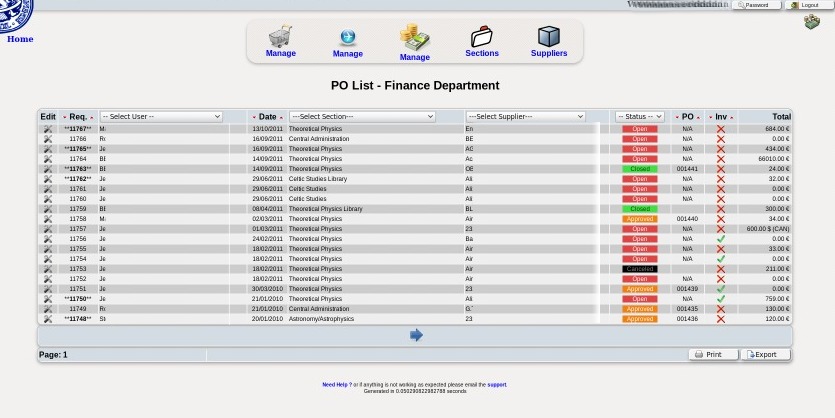 Password Logout
Home
Manage Manage Manage Sections Suppliers
PO List - Finance Department
Edit Req. -- Select User -- Date ---Select Section--- ---Select Supplier--- -- Status -- PO Inv Total
**11767** 13/10/2011 Theoretical Physics En Open N/A 684.00 €
11766 16/09/2011 Central Administration BE Open N/A 0.00 €
**11765** Je 16/09/2011 Theoretical Physics Open N/A 434.00 €
11764 BE 14/09/2011 Theoretical Physics Ac Open N/A 66010.00 €
**11763** BE 14/09/2011 Theoretical Physics OE Closed 001441 24.00 €
**11762** Je 29/06/2011 Celtic Studies Library Ali Open N/A 32.00 €
11761 Je 29/06/2011 Celtic Studies Ali Open N/A 0.00 €
11760 Je 29/06/2011 Celtic Studies Ali Open N/A 0.00 €
11759 BE 08/04/2011 Theoretical Physics Library BL Closed 300.00 €
11758 02/03/2011 Theoretical Physics Air Approved 001440 34.00 €
11757 Je 01/03/2011 Theoretical Physics 23 Open N/A 600.00 $ (CAN)
11756 Je 24/02/2011 Theoretical Physics Ba Open N/A 0.00 €
11755 Je 18/02/2011 Theoretical Physics Air Open N/A 33.00 €
11754 Je 18/02/2011 Theoretical Physics Air Open N/A 0.00 €
11753 Je 18/02/2011 Theoretical Physics Air Canceled 211.00 €
11752 Je 18/02/2011 Theoretical Physics Air Open N/A 0.00 €
11751 Je 30/03/2010 Theoretical Physics 23 Approved 001439 0.00 €
**11750** Je 21/01/2010 Theoretical Physics Ali Open N/A 759.00 €
11749 21/01/2010 Central Administration Approved 001435 130.00 €
**11748** 20/01/2010 Astronomy/Astrophysics 23 Approved 001436 120.00 €
Page: 1 Print Export
Need Help ? or if anything is not working as expected please email the support.
Generated in 0.050290822982788 seconds